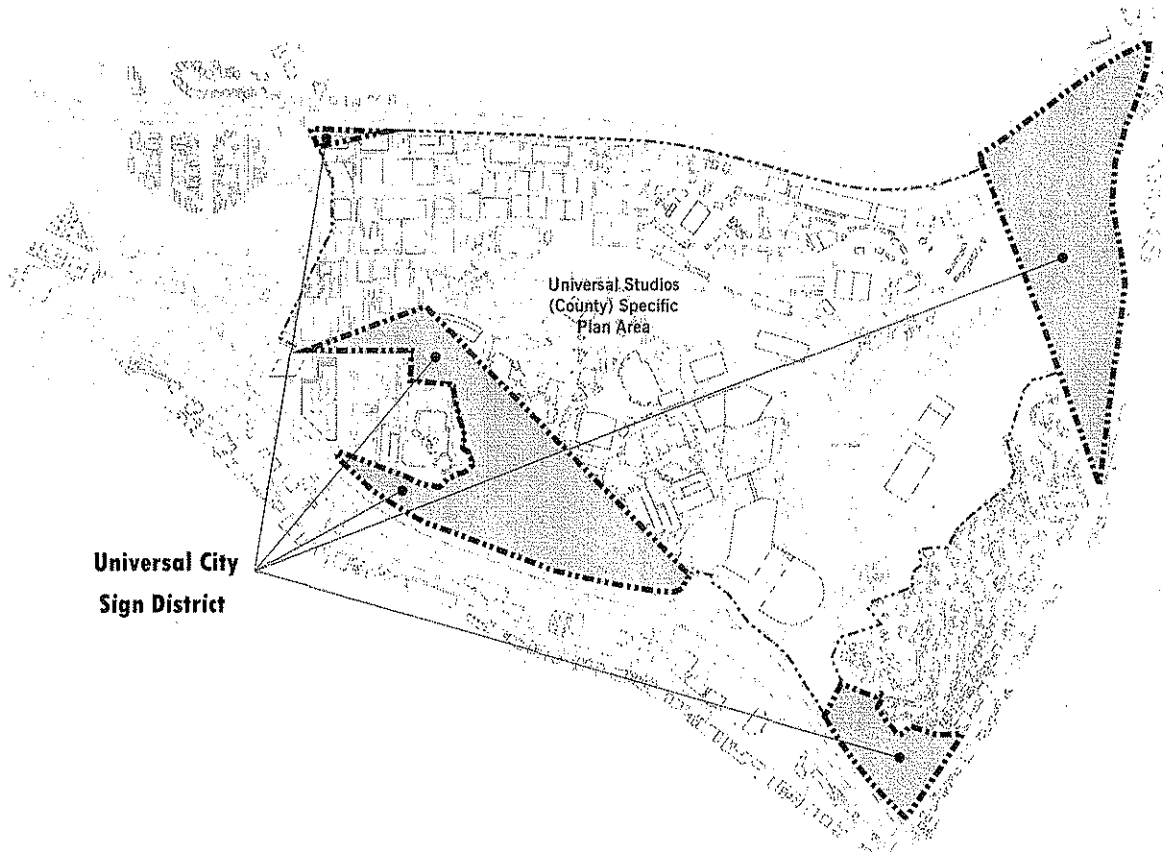 Universal Studios
(County) Specific
Plan Area
Universal City
Sign District